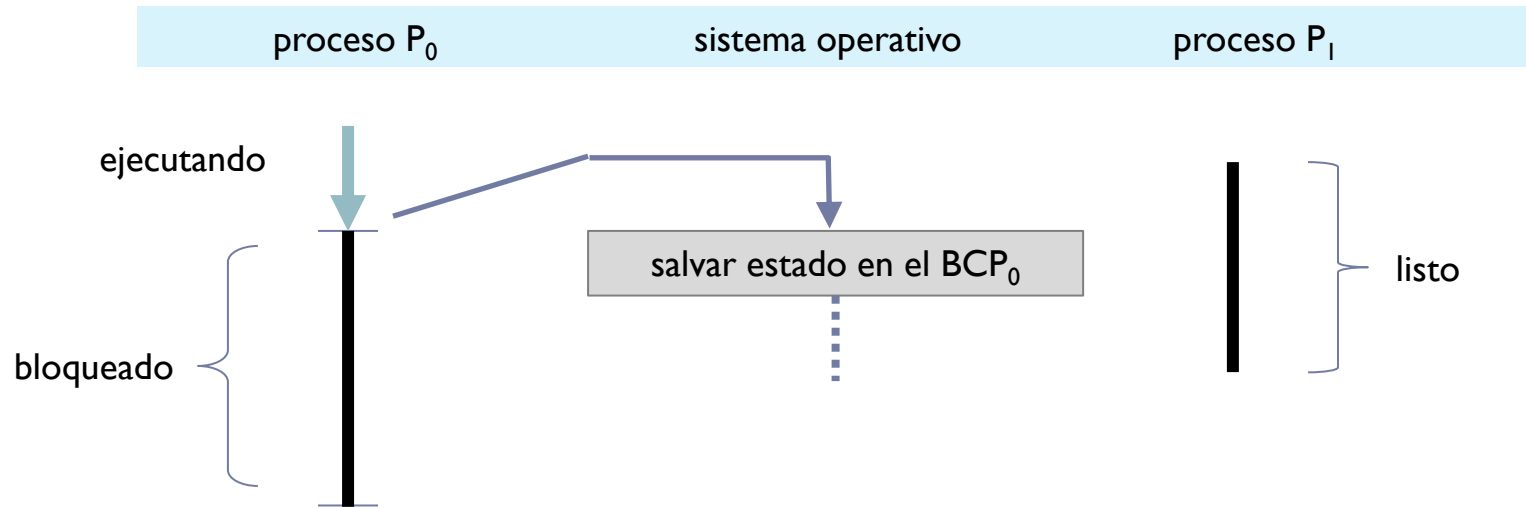 proceso P₀ sistema operativo proceso P₁
ejecutando
salvar estado en el BCP₀
listo
bloqueado